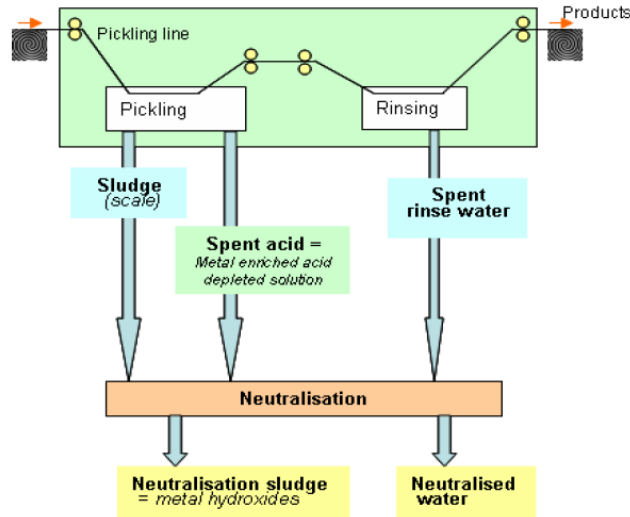 Products
Pickling line
Pickling
Rinsing
Sludge
(scale)
Spent
rinse water
Spent acid =
Metal enriched acid
depleted solution
Neutralisation
Neutralisation sludge
= metal hydroxides
Neutralised
water